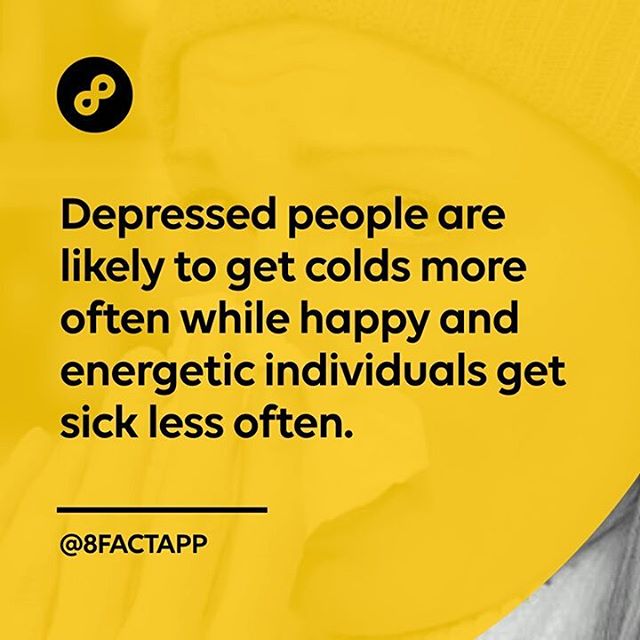 Depressed people are
likely to get colds more
often while happy and
energetic individuals get
sick less often.
@8FACTAPP